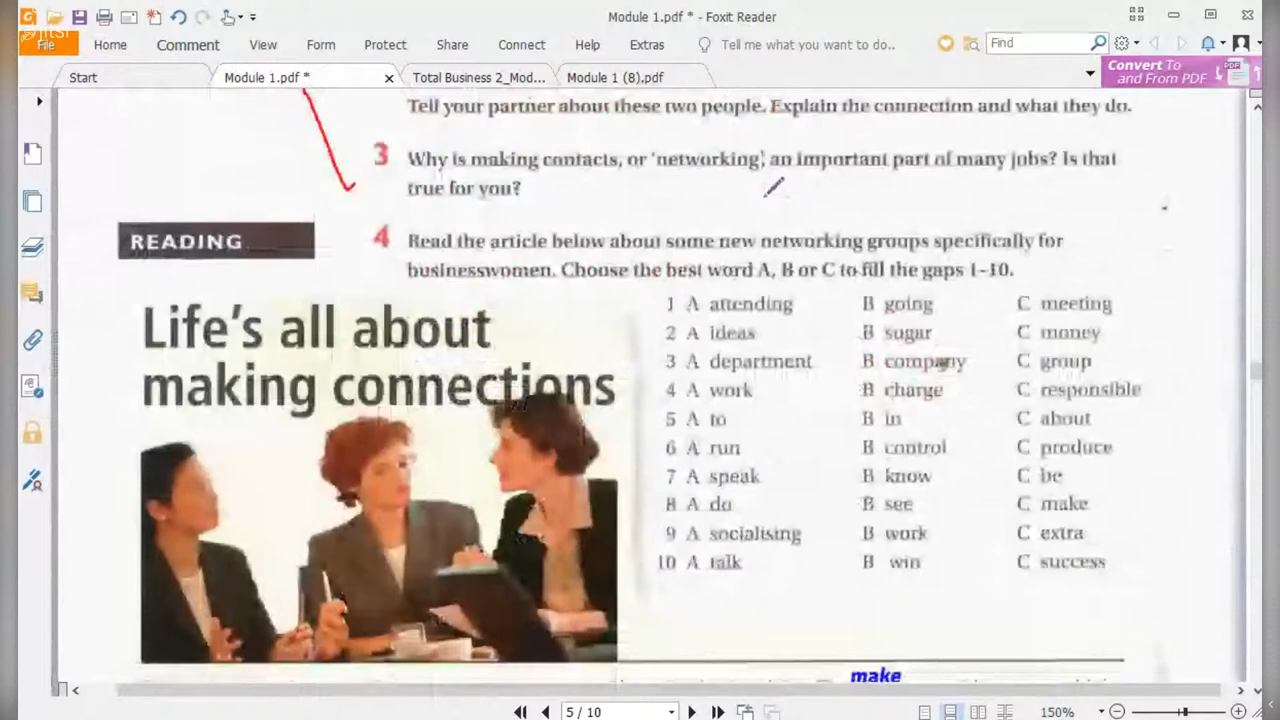 Module 1.pdf * - Foxit Reader
Jitsi
File Home Comment View Form Protect Share Connect Help Extras Tell me what you want to do.. Find
Start Module 1.pdf * Total Business 2_Mod... Module 1 (8).pdf Convert To and From PDF
Tell your partner about these two people. Explain the connection and what they do.
3 Why is making contacts, or 'networking', an important part of many jobs? Is that
true for you?
READING
4 Read the article below about some new networking groups specifically for
businesswomen. Choose the best word A, B or C to fill the gaps 1–10.
Life's all about
making connections
1 A attending B going C meeting
2 A ideas B sugar C money
3 A department B company C group
4 A work B charge C responsible
5 A to B in C about
6 A run B control C produce
7 A speak B know C be
8 A do B see C make
9 A socialising B work C extra
10 A talk B win C success
make
5 / 10 150%